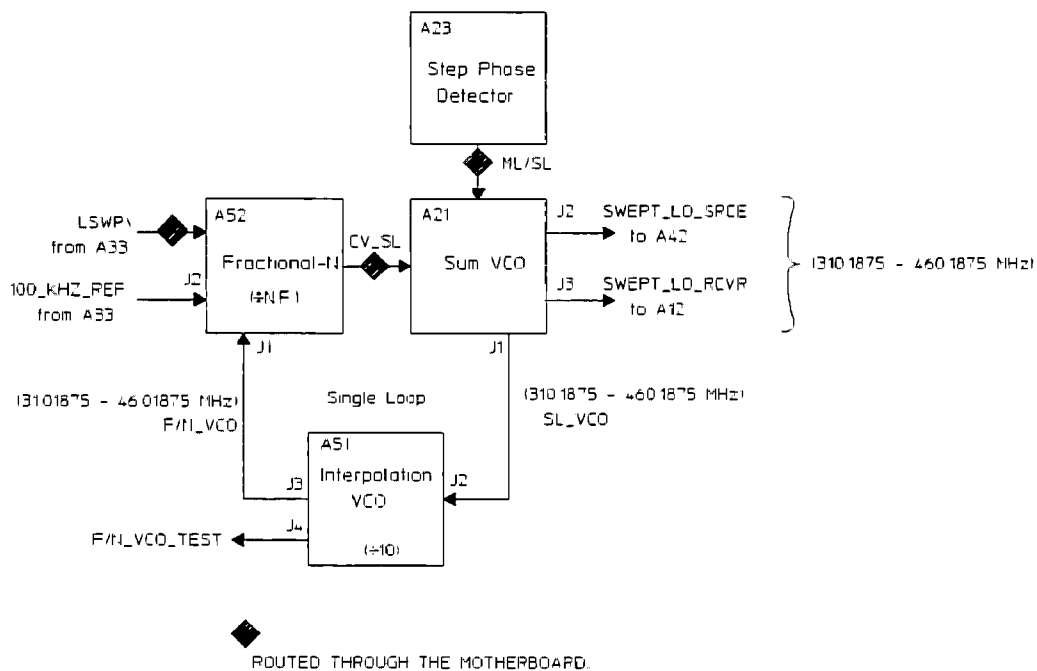 A23
Step Phase
Detector
ML/SL
LSWP\
from A33
A52
Fractional-N
(÷N.F.)
CV_SL
A21
Sum VCO
J2
SWEPT_LO_SRCE
to A42
J3
SWEPT_LO_RCVR
to A12
(310.1875 - 460.1875 MHz)
J2
100_KHZ_REF
from A33
J1
J1
(31.01875 - 46.01875 MHz)
F/N_VCO
Single Loop
(310.1875 - 460.1875 MHz)
SL_VCO
A51
Interpolation
VCO
(÷10)
J3
J2
J4
F/N_VCO_TEST
ROUTED THROUGH THE MOTHERBOARD.